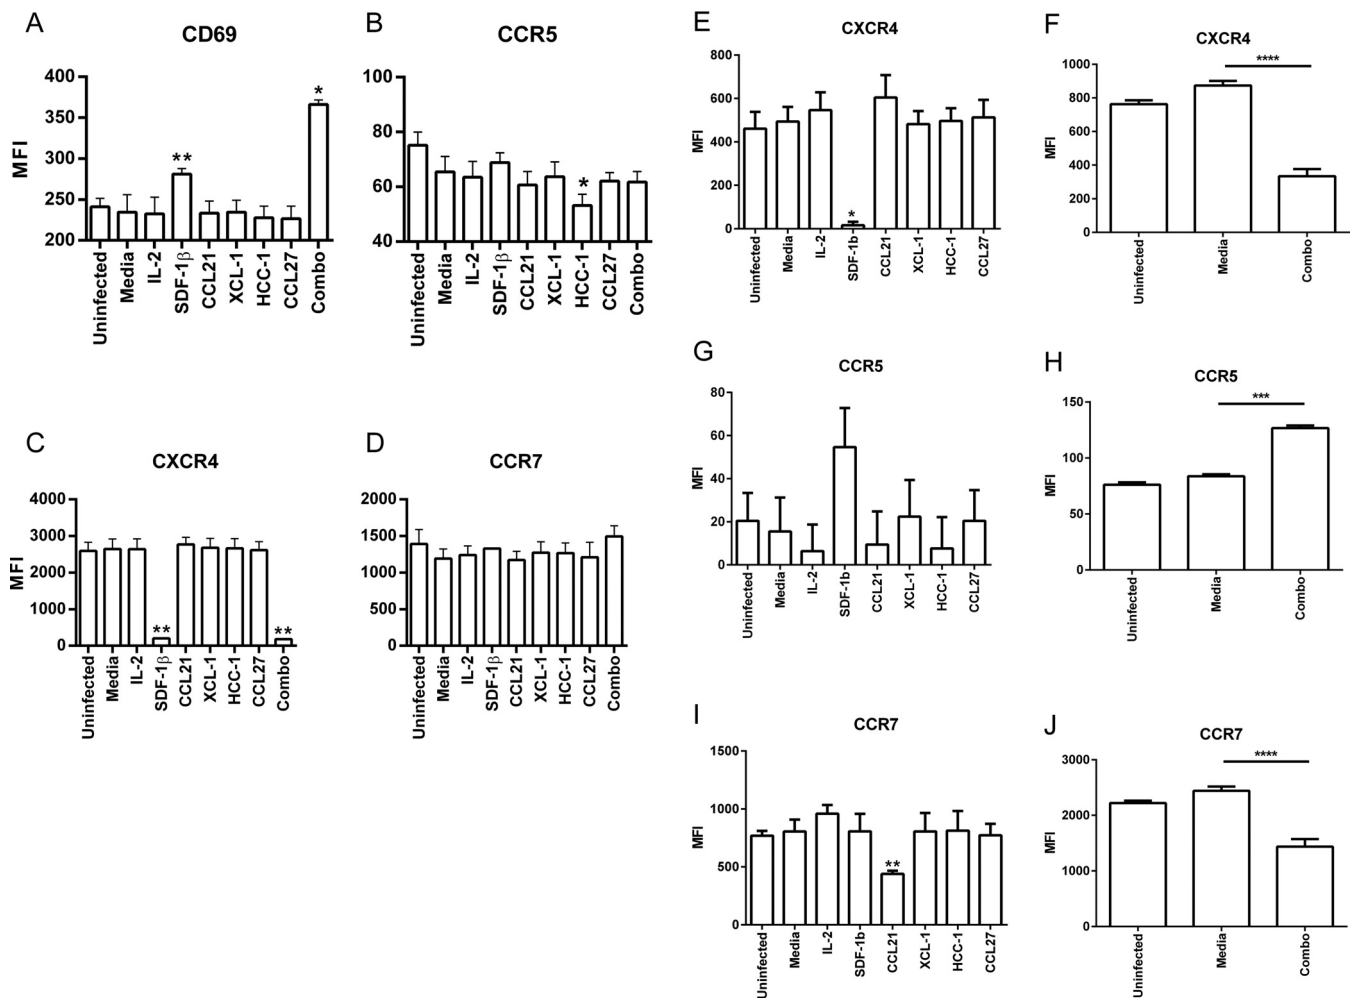 A
CD69
MFI
400
350
300
250
200
*
**
Uninfected
Media
IL-2
SDF-1β
CCL21
XCL-1
HCC-1
CCL27
Combo
B
CCR5
100
80
60
40
*
Uninfected
Media
IL-2
SDF-1β
CCL21
XCL-1
HCC-1
CCL27
Combo
C
CXCR4
MFI
4000
3000
2000
1000
0
**
**
Uninfected
Media
IL-2
SDF-1β
CCL21
XCL-1
HCC-1
CCL27
Combo
D
CCR7
2000
1500
1000
500
0
Uninfected
Media
IL-2
SDF-1β
CCL21
XCL-1
HCC-1
CCL27
Combo
E
CXCR4
MFI
800
600
400
200
0
*
Uninfected
Media
IL-2
SDF-1b
CCL21
XCL-1
HCC-1
CCL27
F
CXCR4
MFI
1000
800
600
400
200
0
****
Uninfected
Media
Combo
G
CCR5
MFI
80
60
40
20
0
Uninfected
Media
IL-2
SDF-1b
CCL21
XCL-1
HCC-1
CCL27
H
CCR5
MFI
150
100
50
0
***
Uninfected
Media
Combo
I
CCR7
MFI
1500
1000
500
0
**
Uninfected
Media
IL-2
SDF-1b
CCL21
XCL-1
HCC-1
CCL27
J
CCR7
MFI
3000
2000
1000
0
****
Uninfected
Media
Combo